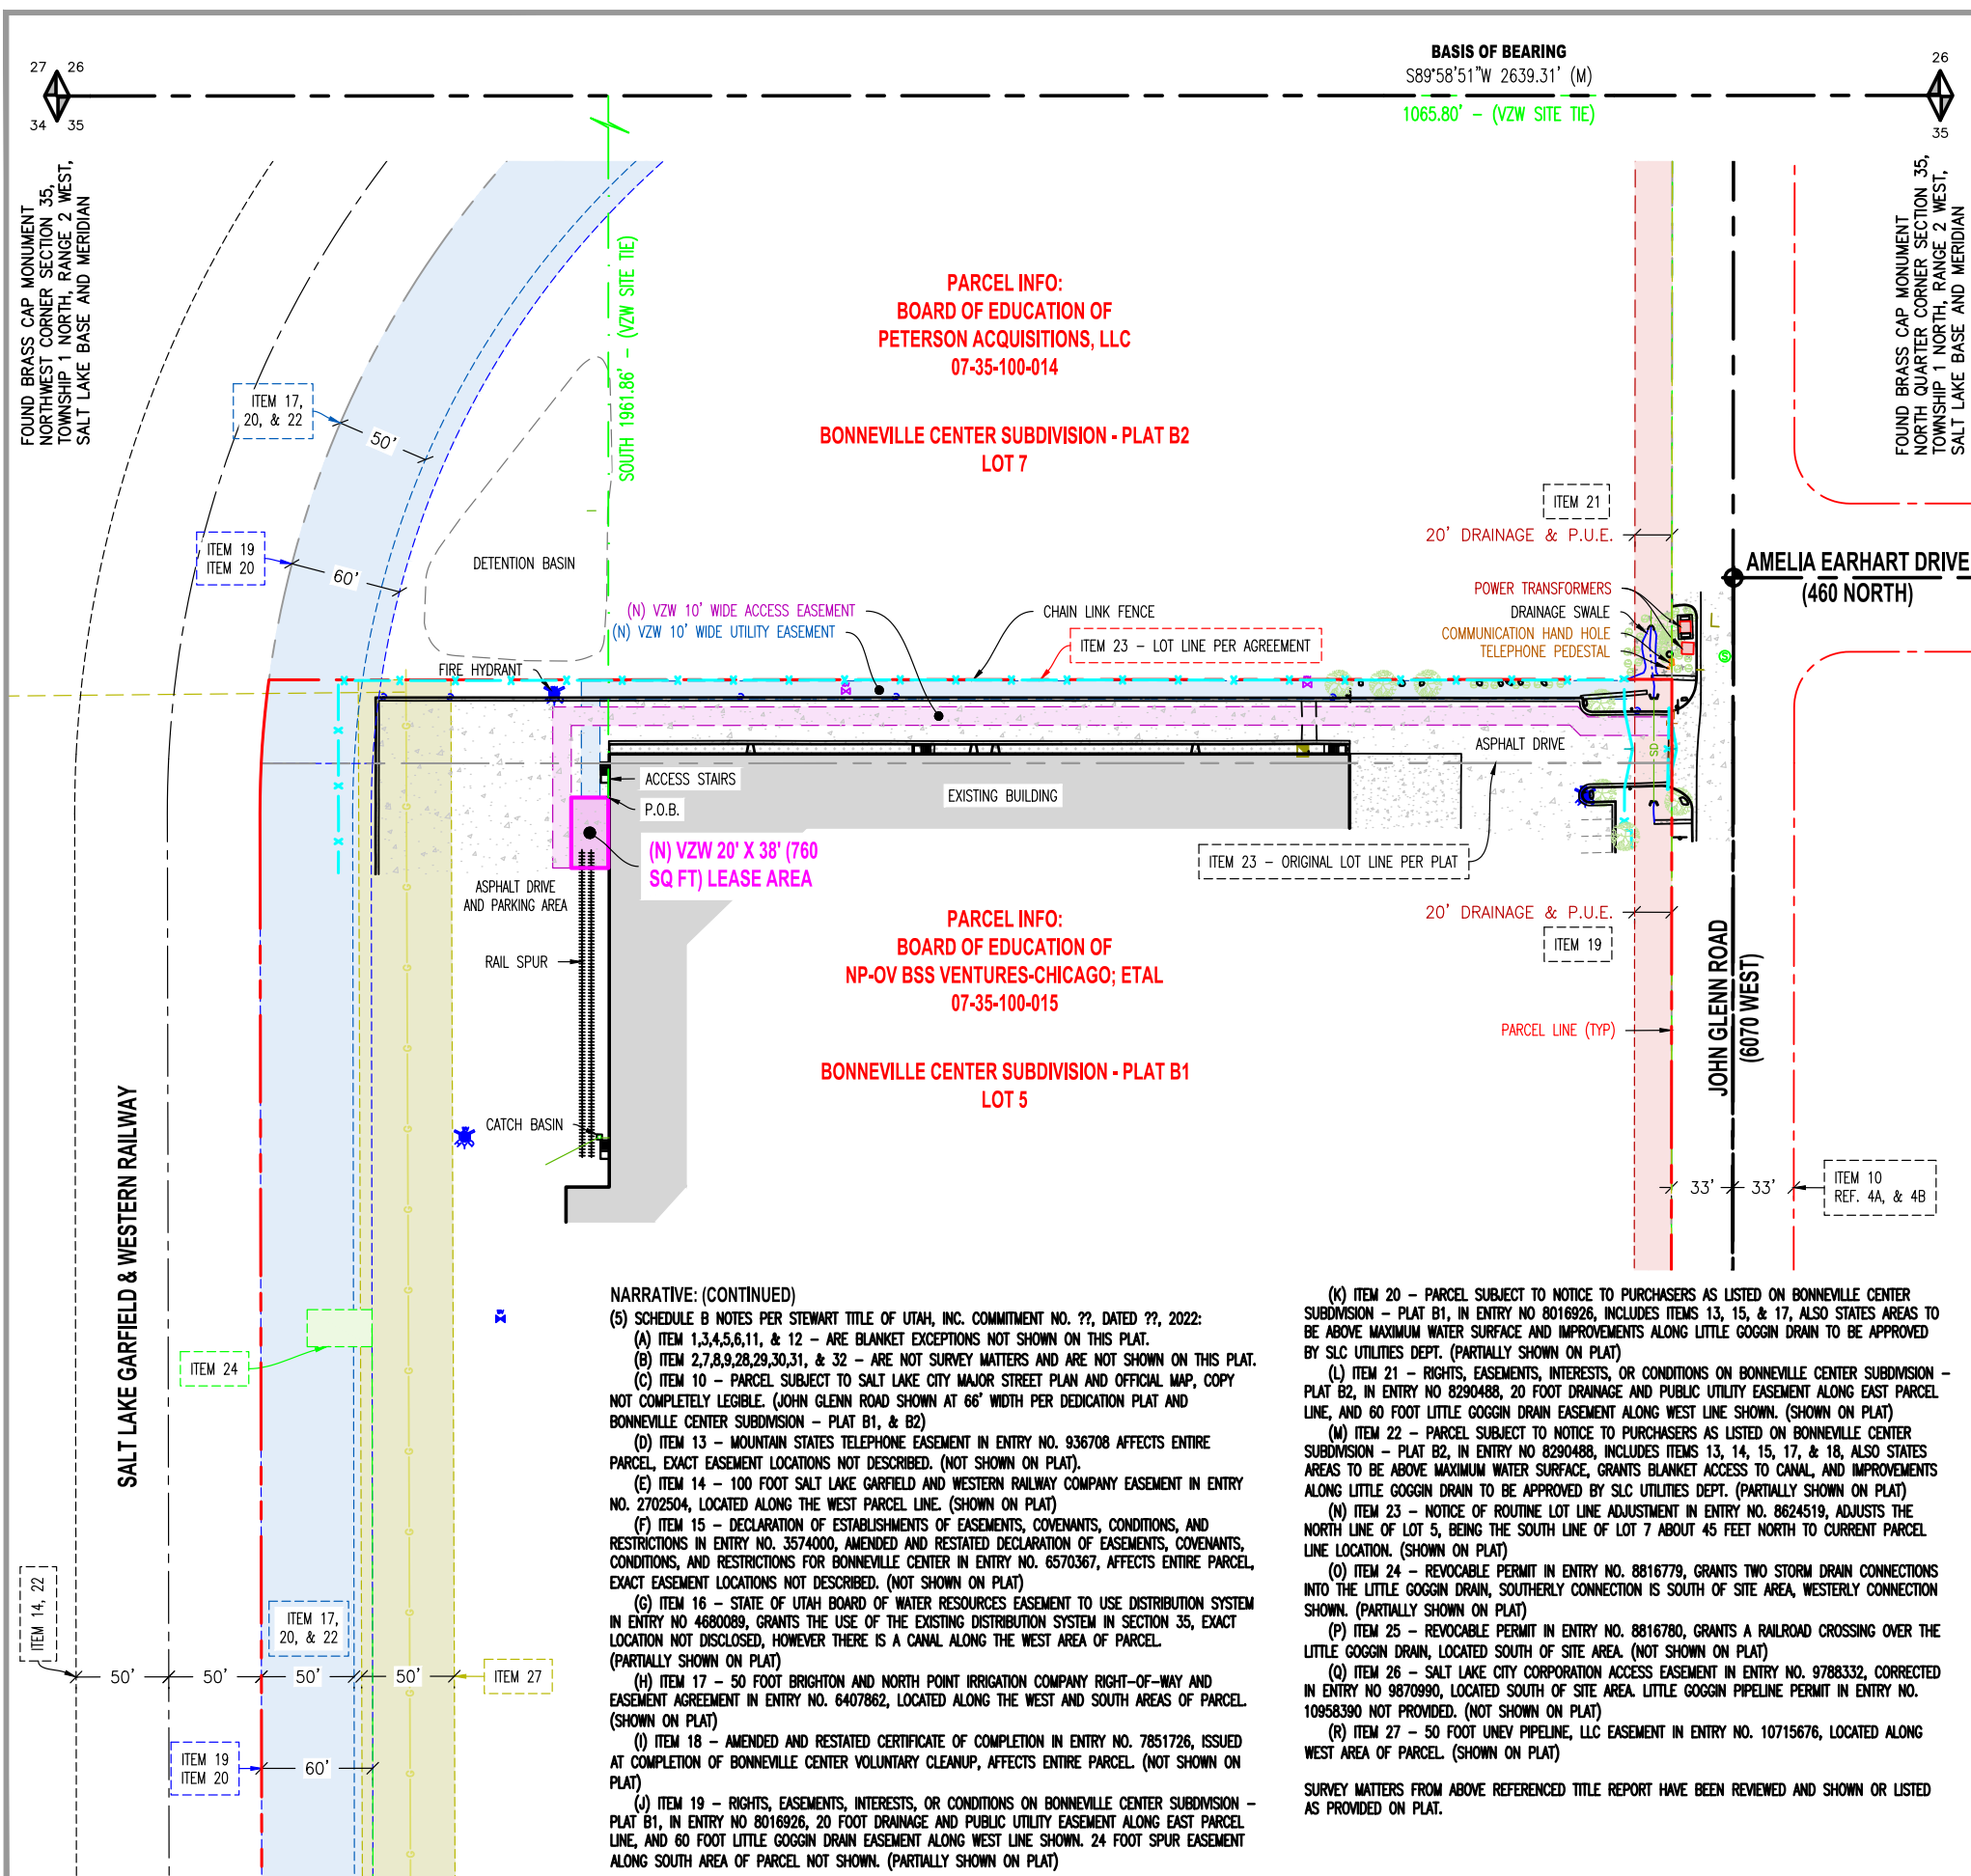 BASIS OF BEARING
S89°58'51"W 2639.31' (M)
1065.80' - (VZW SITE TIE)
27 26
34 35
26
35
FOUND BRASS CAP MONUMENT
NORTHWEST CORNER SECTION 35,
TOWNSHIP 1 NORTH, RANGE 2 WEST,
SALT LAKE BASE AND MERIDIAN
FOUND BRASS CAP MONUMENT
NORTH QUARTER CORNER SECTION 35,
TOWNSHIP 1 NORTH, RANGE 2 WEST,
SALT LAKE BASE AND MERIDIAN
SOUTH 1961.86' - (VZW SITE TIE)
PARCEL INFO:
BOARD OF EDUCATION OF
PETERSON ACQUISITIONS, LLC
07-35-100-014
BONNEVILLE CENTER SUBDIVISION - PLAT B2
LOT 7
ITEM 17,
20, & 22
50'
ITEM 19
ITEM 20
60'
DETENTION BASIN
ITEM 21
20' DRAINAGE & P.U.E.
AMELIA EARHART DRIVE
(460 NORTH)
POWER TRANSFORMERS
DRAINAGE SWALE
COMMUNICATION HAND HOLE
TELEPHONE PEDESTAL
(N) VZW 10' WIDE ACCESS EASEMENT
(N) VZW 10' WIDE UTILITY EASEMENT
CHAIN LINK FENCE
ITEM 23 - LOT LINE PER AGREEMENT
FIRE HYDRANT
L
S
SD
ASPHALT DRIVE
ACCESS STAIRS
P.O.B.
EXISTING BUILDING
(N) VZW 20' X 38' (760
SQ FT) LEASE AREA
ITEM 23 - ORIGINAL LOT LINE PER PLAT
ASPHALT DRIVE
AND PARKING AREA
RAIL SPUR
PARCEL INFO:
BOARD OF EDUCATION OF
NP-OV BSS VENTURES-CHICAGO; ETAL
07-35-100-015
20' DRAINAGE & P.U.E.
ITEM 19
PARCEL LINE (TYP)
JOHN GLENN ROAD
(6070 WEST)
BONNEVILLE CENTER SUBDIVISION - PLAT B1
LOT 5
CATCH BASIN
SALT LAKE GARFIELD & WESTERN RAILWAY
33' 33'
ITEM 10
REF. 4A, & 4B
ITEM 24
ITEM 14, 22
ITEM 17,
20, & 22
50' 50' 50' 50'
ITEM 27
ITEM 19
ITEM 20
60'
NARRATIVE: (CONTINUED)
(5) SCHEDULE B NOTES PER STEWART TITLE OF UTAH, INC. COMMITMENT NO. ??, DATED ??, 2022:
(A) ITEM 1,3,4,5,6,11, & 12 - ARE BLANKET EXCEPTIONS NOT SHOWN ON THIS PLAT.
(B) ITEM 2,7,8,9,28,29,30,31, & 32 - ARE NOT SURVEY MATTERS AND ARE NOT SHOWN ON THIS PLAT.
(C) ITEM 10 - PARCEL SUBJECT TO SALT LAKE CITY MAJOR STREET PLAN AND OFFICIAL MAP, COPY
NOT COMPLETELY LEGIBLE. (JOHN GLENN ROAD SHOWN AT 66' WIDTH PER DEDICATION PLAT AND
BONNEVILLE CENTER SUBDIVISION - PLAT B1, & B2)
(D) ITEM 13 - MOUNTAIN STATES TELEPHONE EASEMENT IN ENTRY NO. 936708 AFFECTS ENTIRE
PARCEL, EXACT EASEMENT LOCATIONS NOT DESCRIBED. (NOT SHOWN ON PLAT).
(E) ITEM 14 - 100 FOOT SALT LAKE GARFIELD AND WESTERN RAILWAY COMPANY EASEMENT IN ENTRY
NO. 2702504, LOCATED ALONG THE WEST PARCEL LINE. (SHOWN ON PLAT)
(F) ITEM 15 - DECLARATION OF ESTABLISHMENTS OF EASEMENTS, COVENANTS, CONDITIONS, AND
RESTRICTIONS IN ENTRY NO. 3574000, AMENDED AND RESTATED DECLARATION OF EASEMENTS, COVENANTS,
CONDITIONS, AND RESTRICTIONS FOR BONNEVILLE CENTER IN ENTRY NO. 6570367, AFFECTS ENTIRE PARCEL,
EXACT EASEMENT LOCATIONS NOT DESCRIBED. (NOT SHOWN ON PLAT)
(G) ITEM 16 - STATE OF UTAH BOARD OF WATER RESOURCES EASEMENT TO USE DISTRIBUTION SYSTEM
IN ENTRY NO 4680089, GRANTS THE USE OF THE EXISTING DISTRIBUTION SYSTEM IN SECTION 35, EXACT
LOCATION NOT DISCLOSED, HOWEVER THERE IS A CANAL ALONG THE WEST AREA OF PARCEL.
(PARTIALLY SHOWN ON PLAT)
(H) ITEM 17 - 50 FOOT BRIGHTON AND NORTH POINT IRRIGATION COMPANY RIGHT-OF-WAY AND
EASEMENT AGREEMENT IN ENTRY NO. 6407862, LOCATED ALONG THE WEST AND SOUTH AREAS OF PARCEL.
(SHOWN ON PLAT)
(I) ITEM 18 - AMENDED AND RESTATED CERTIFICATE OF COMPLETION IN ENTRY NO. 7851726, ISSUED
AT COMPLETION OF BONNEVILLE CENTER VOLUNTARY CLEANUP, AFFECTS ENTIRE PARCEL. (NOT SHOWN ON
PLAT)
(J) ITEM 19 - RIGHTS, EASEMENTS, INTERESTS, OR CONDITIONS ON BONNEVILLE CENTER SUBDIVISION -
PLAT B1, IN ENTRY NO 8016926, 20 FOOT DRAINAGE AND PUBLIC UTILITY EASEMENT ALONG EAST PARCEL
LINE, AND 60 FOOT LITTLE GOGGIN DRAIN EASEMENT ALONG WEST LINE SHOWN. 24 FOOT SPUR EASEMENT
ALONG SOUTH AREA OF PARCEL NOT SHOWN. (PARTIALLY SHOWN ON PLAT)
(K) ITEM 20 - PARCEL SUBJECT TO NOTICE TO PURCHASERS AS LISTED ON BONNEVILLE CENTER
SUBDIVISION - PLAT B1, IN ENTRY NO 8016926, INCLUDES ITEMS 13, 15, & 17, ALSO STATES AREAS TO
BE ABOVE MAXIMUM WATER SURFACE AND IMPROVEMENTS ALONG LITTLE GOGGIN DRAIN TO BE APPROVED
BY SLC UTILITIES DEPT. (PARTIALLY SHOWN ON PLAT)
(L) ITEM 21 - RIGHTS, EASEMENTS, INTERESTS, OR CONDITIONS ON BONNEVILLE CENTER SUBDIVISION -
PLAT B2, IN ENTRY NO 8290488, 20 FOOT DRAINAGE AND PUBLIC UTILITY EASEMENT ALONG EAST PARCEL
LINE, AND 60 FOOT LITTLE GOGGIN DRAIN EASEMENT ALONG WEST LINE SHOWN. (SHOWN ON PLAT)
(M) ITEM 22 - PARCEL SUBJECT TO NOTICE TO PURCHASERS AS LISTED ON BONNEVILLE CENTER
SUBDIVISION - PLAT B2, IN ENTRY NO 8290488, INCLUDES ITEMS 13, 14, 15, 17, & 18, ALSO STATES
AREAS TO BE ABOVE MAXIMUM WATER SURFACE, GRANTS BLANKET ACCESS TO CANAL, AND IMPROVEMENTS
ALONG LITTLE GOGGIN DRAIN TO BE APPROVED BY SLC UTILITIES DEPT. (PARTIALLY SHOWN ON PLAT)
(N) ITEM 23 - NOTICE OF ROUTINE LOT LINE ADJUSTMENT IN ENTRY NO. 8624519, ADJUSTS THE
NORTH LINE OF LOT 5, BEING THE SOUTH LINE OF LOT 7 ABOUT 45 FEET NORTH TO CURRENT PARCEL
LINE LOCATION. (SHOWN ON PLAT)
(O) ITEM 24 - REVOCABLE PERMIT IN ENTRY NO. 8816779, GRANTS TWO STORM DRAIN CONNECTIONS
INTO THE LITTLE GOGGIN DRAIN, SOUTHERLY CONNECTION IS SOUTH OF SITE AREA, WESTERLY CONNECTION
SHOWN. (PARTIALLY SHOWN ON PLAT)
(P) ITEM 25 - REVOCABLE PERMIT IN ENTRY NO. 8816780, GRANTS A RAILROAD CROSSING OVER THE
LITTLE GOGGIN DRAIN, LOCATED SOUTH OF SITE AREA. (NOT SHOWN ON PLAT)
(Q) ITEM 26 - SALT LAKE CITY CORPORATION ACCESS EASEMENT IN ENTRY NO. 9788332, CORRECTED
IN ENTRY NO 9870990, LOCATED SOUTH OF SITE AREA. LITTLE GOGGIN PIPELINE PERMIT IN ENTRY NO.
10958390 NOT PROVIDED. (NOT SHOWN ON PLAT)
(R) ITEM 27 - 50 FOOT UNEV PIPELINE, LLC EASEMENT IN ENTRY NO. 10715676, LOCATED ALONG
WEST AREA OF PARCEL. (SHOWN ON PLAT)
SURVEY MATTERS FROM ABOVE REFERENCED TITLE REPORT HAVE BEEN REVIEWED AND SHOWN OR LISTED
AS PROVIDED ON PLAT.